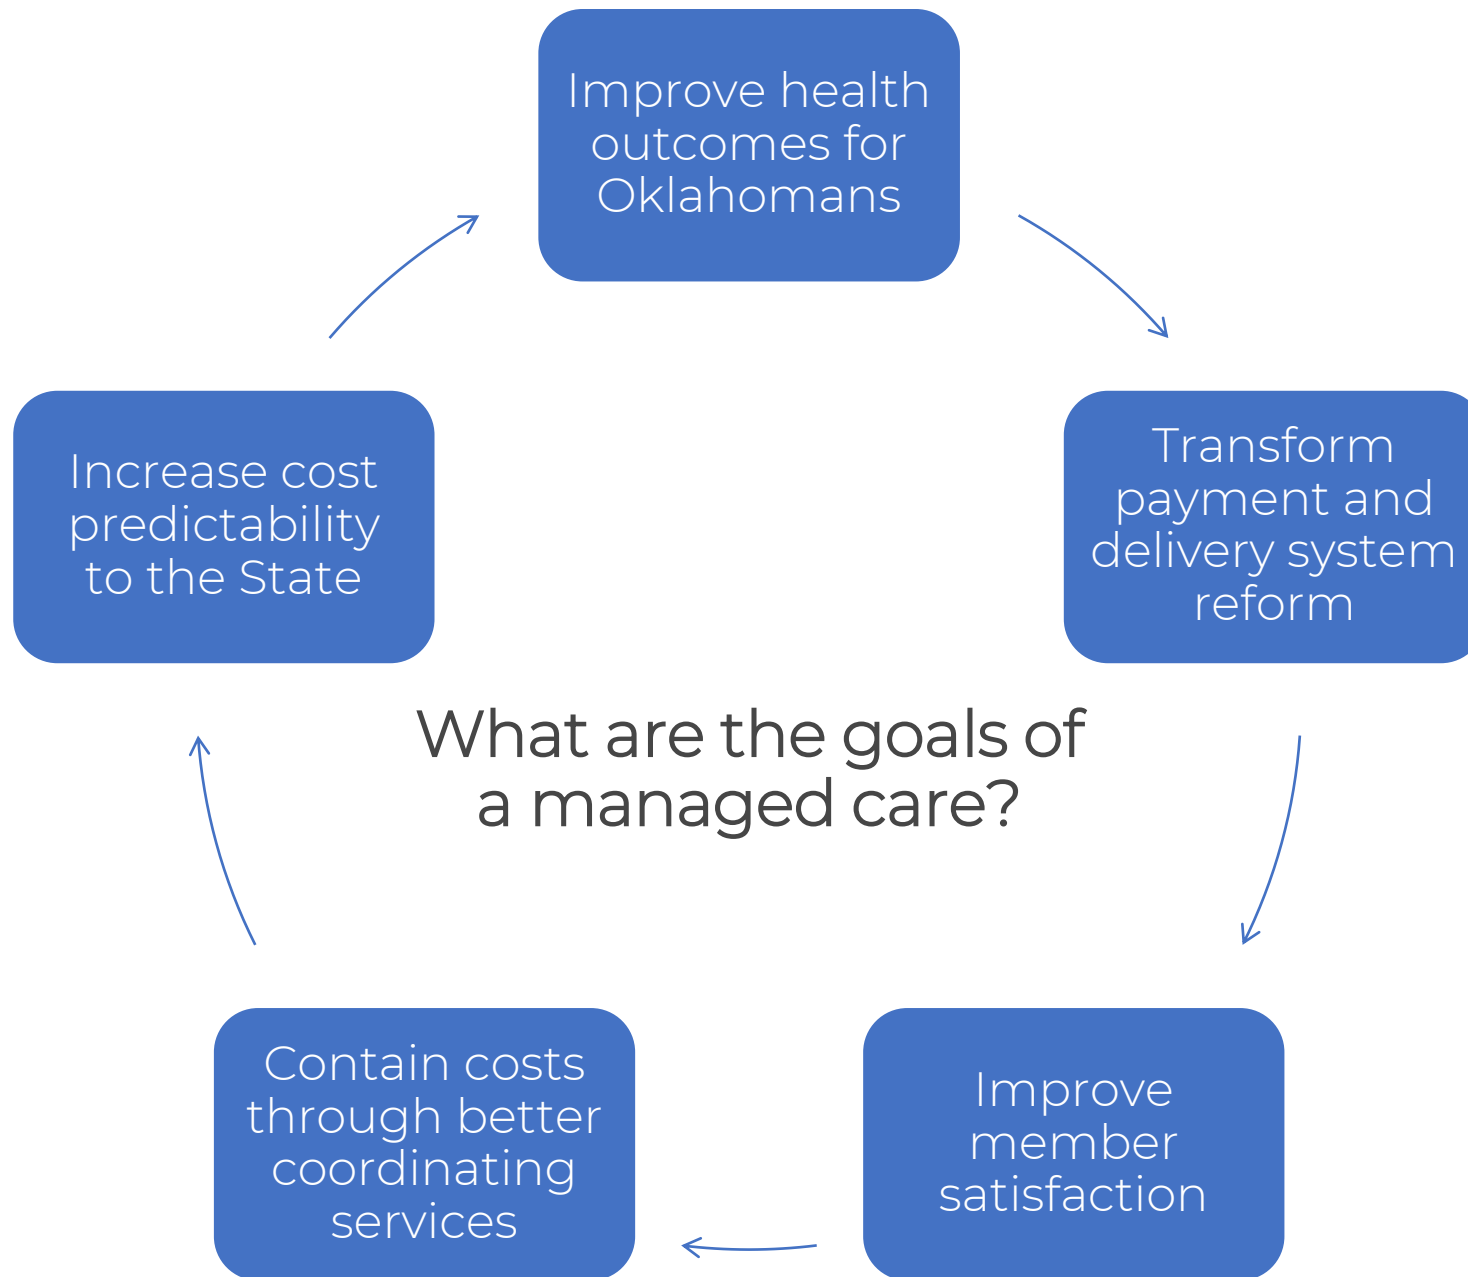 Improve health
outcomes for
Oklahomans
Transform
payment and
delivery system
reform
Improve
member
satisfaction
Contain costs
through better
coordinating
services
Increase cost
predictability
to the State
What are the goals of
a managed care?